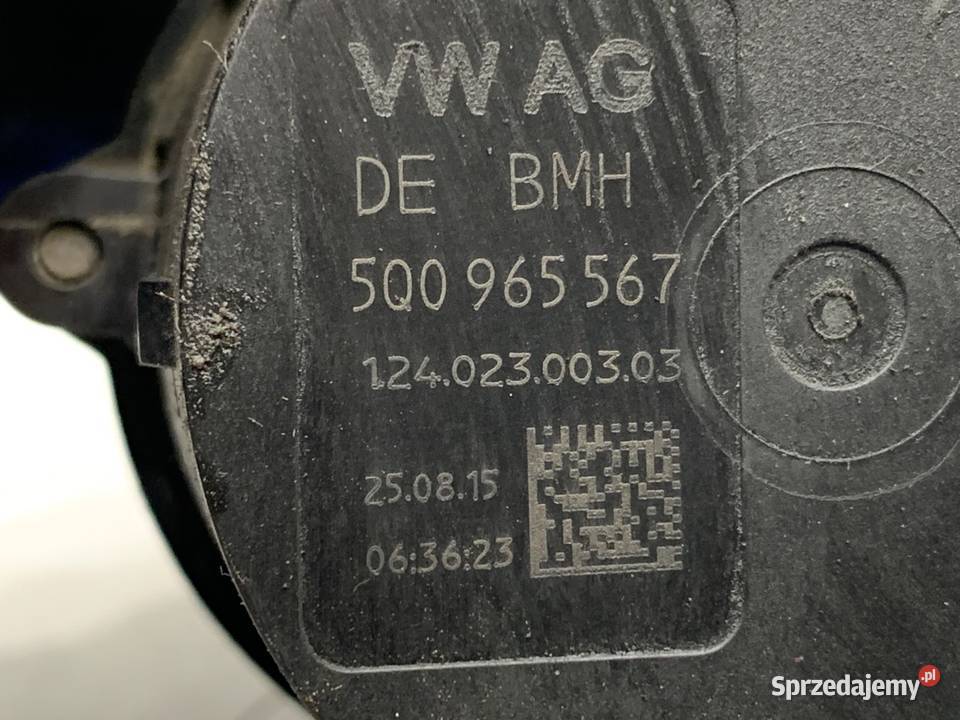 VW AG
DE BMH
5Q0 965 567
124.023.003.03
25.08.15
06:36:23
Sprzedajemy.pl